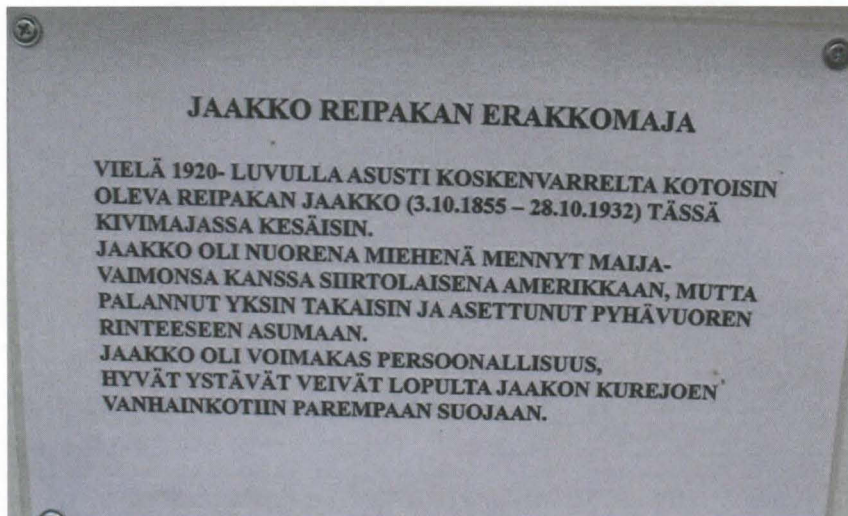 JAAKKO REIPAKAN ERAKKOMAJA
VIELÄ 1920- LUVULLA ASUSTI KOSKENVARRELTA KOTOISIN
OLEVA REIPAKAN JAAKKO (3.10.1855 – 28.10.1932) TÄSSÄ
KIVIMAJASSA KESÄISIN.
JAAKKO OLI NUORENA MIEHENÄ MENNYT MAIJA-
VAIMONSA KANSSA SIIRTOLAISENA AMERIKKAAN, MUTTA
PALANNUT YKSIN TAKAISIN JA ASETTUNUT PYHÄVUOREN
RINTEESEEN ASUMAAN.
JAAKKO OLI VOIMAKAS PERSOONALLISUUS,
HYVÄT YSTÄVÄT VEIVÄT LOPULTA JAAKON KUREJOEN
VANHAINKOTIIN PAREMPAAN SUOJAAN.